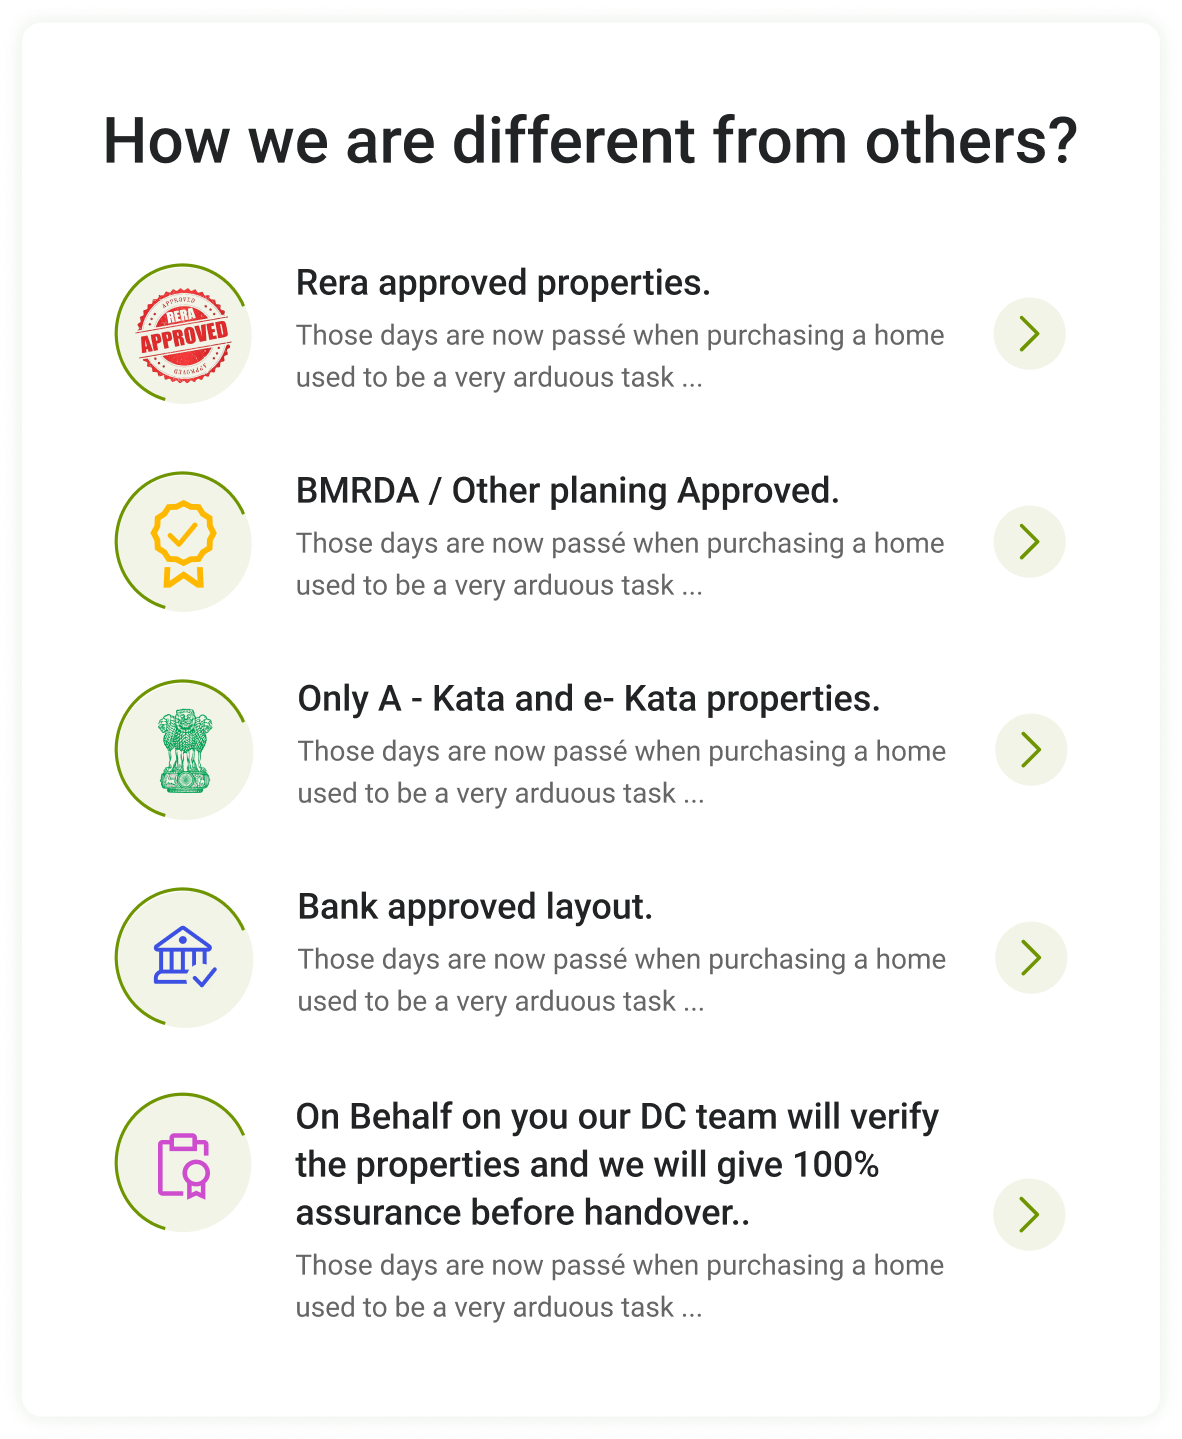 How we are different from others?
APPROVED
RERA
APPROVED
APPROVED
Rera approved properties.
Those days are now passé when purchasing a home
used to be a very arduous task ...
BMRDA / Other planing Approved.
Those days are now passé when purchasing a home
used to be a very arduous task ...
Only A - Kata and e- Kata properties.
Those days are now passé when purchasing a home
used to be a very arduous task ...
Bank approved layout.
Those days are now passé when purchasing a home
used to be a very arduous task ...
On Behalf on you our DC team will verify
the properties and we will give 100%
assurance before handover..
Those days are now passé when purchasing a home
used to be a very arduous task ...